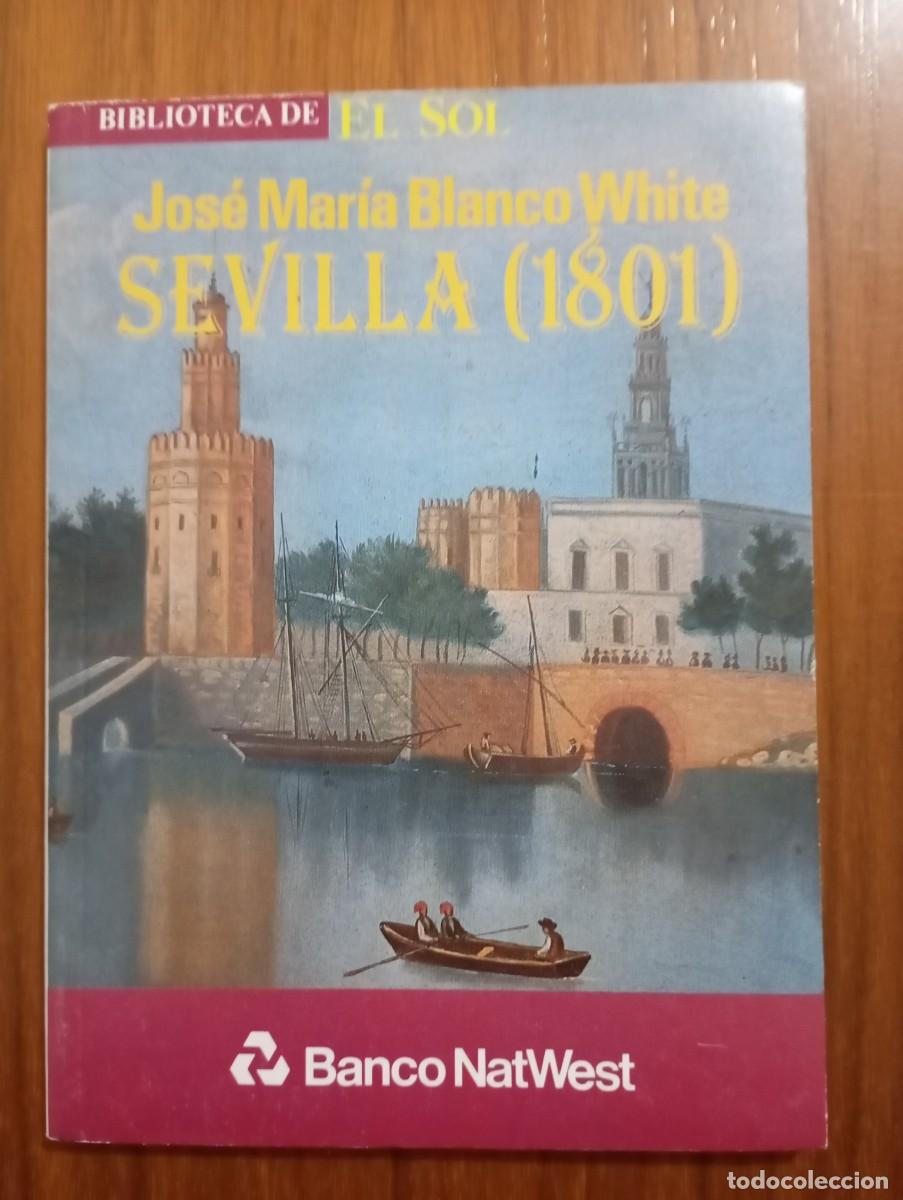 BIBLIOTECA DE EL SOL
José María Blanco White
SEVILLA (1801)
Banco NatWest
todocoleccion